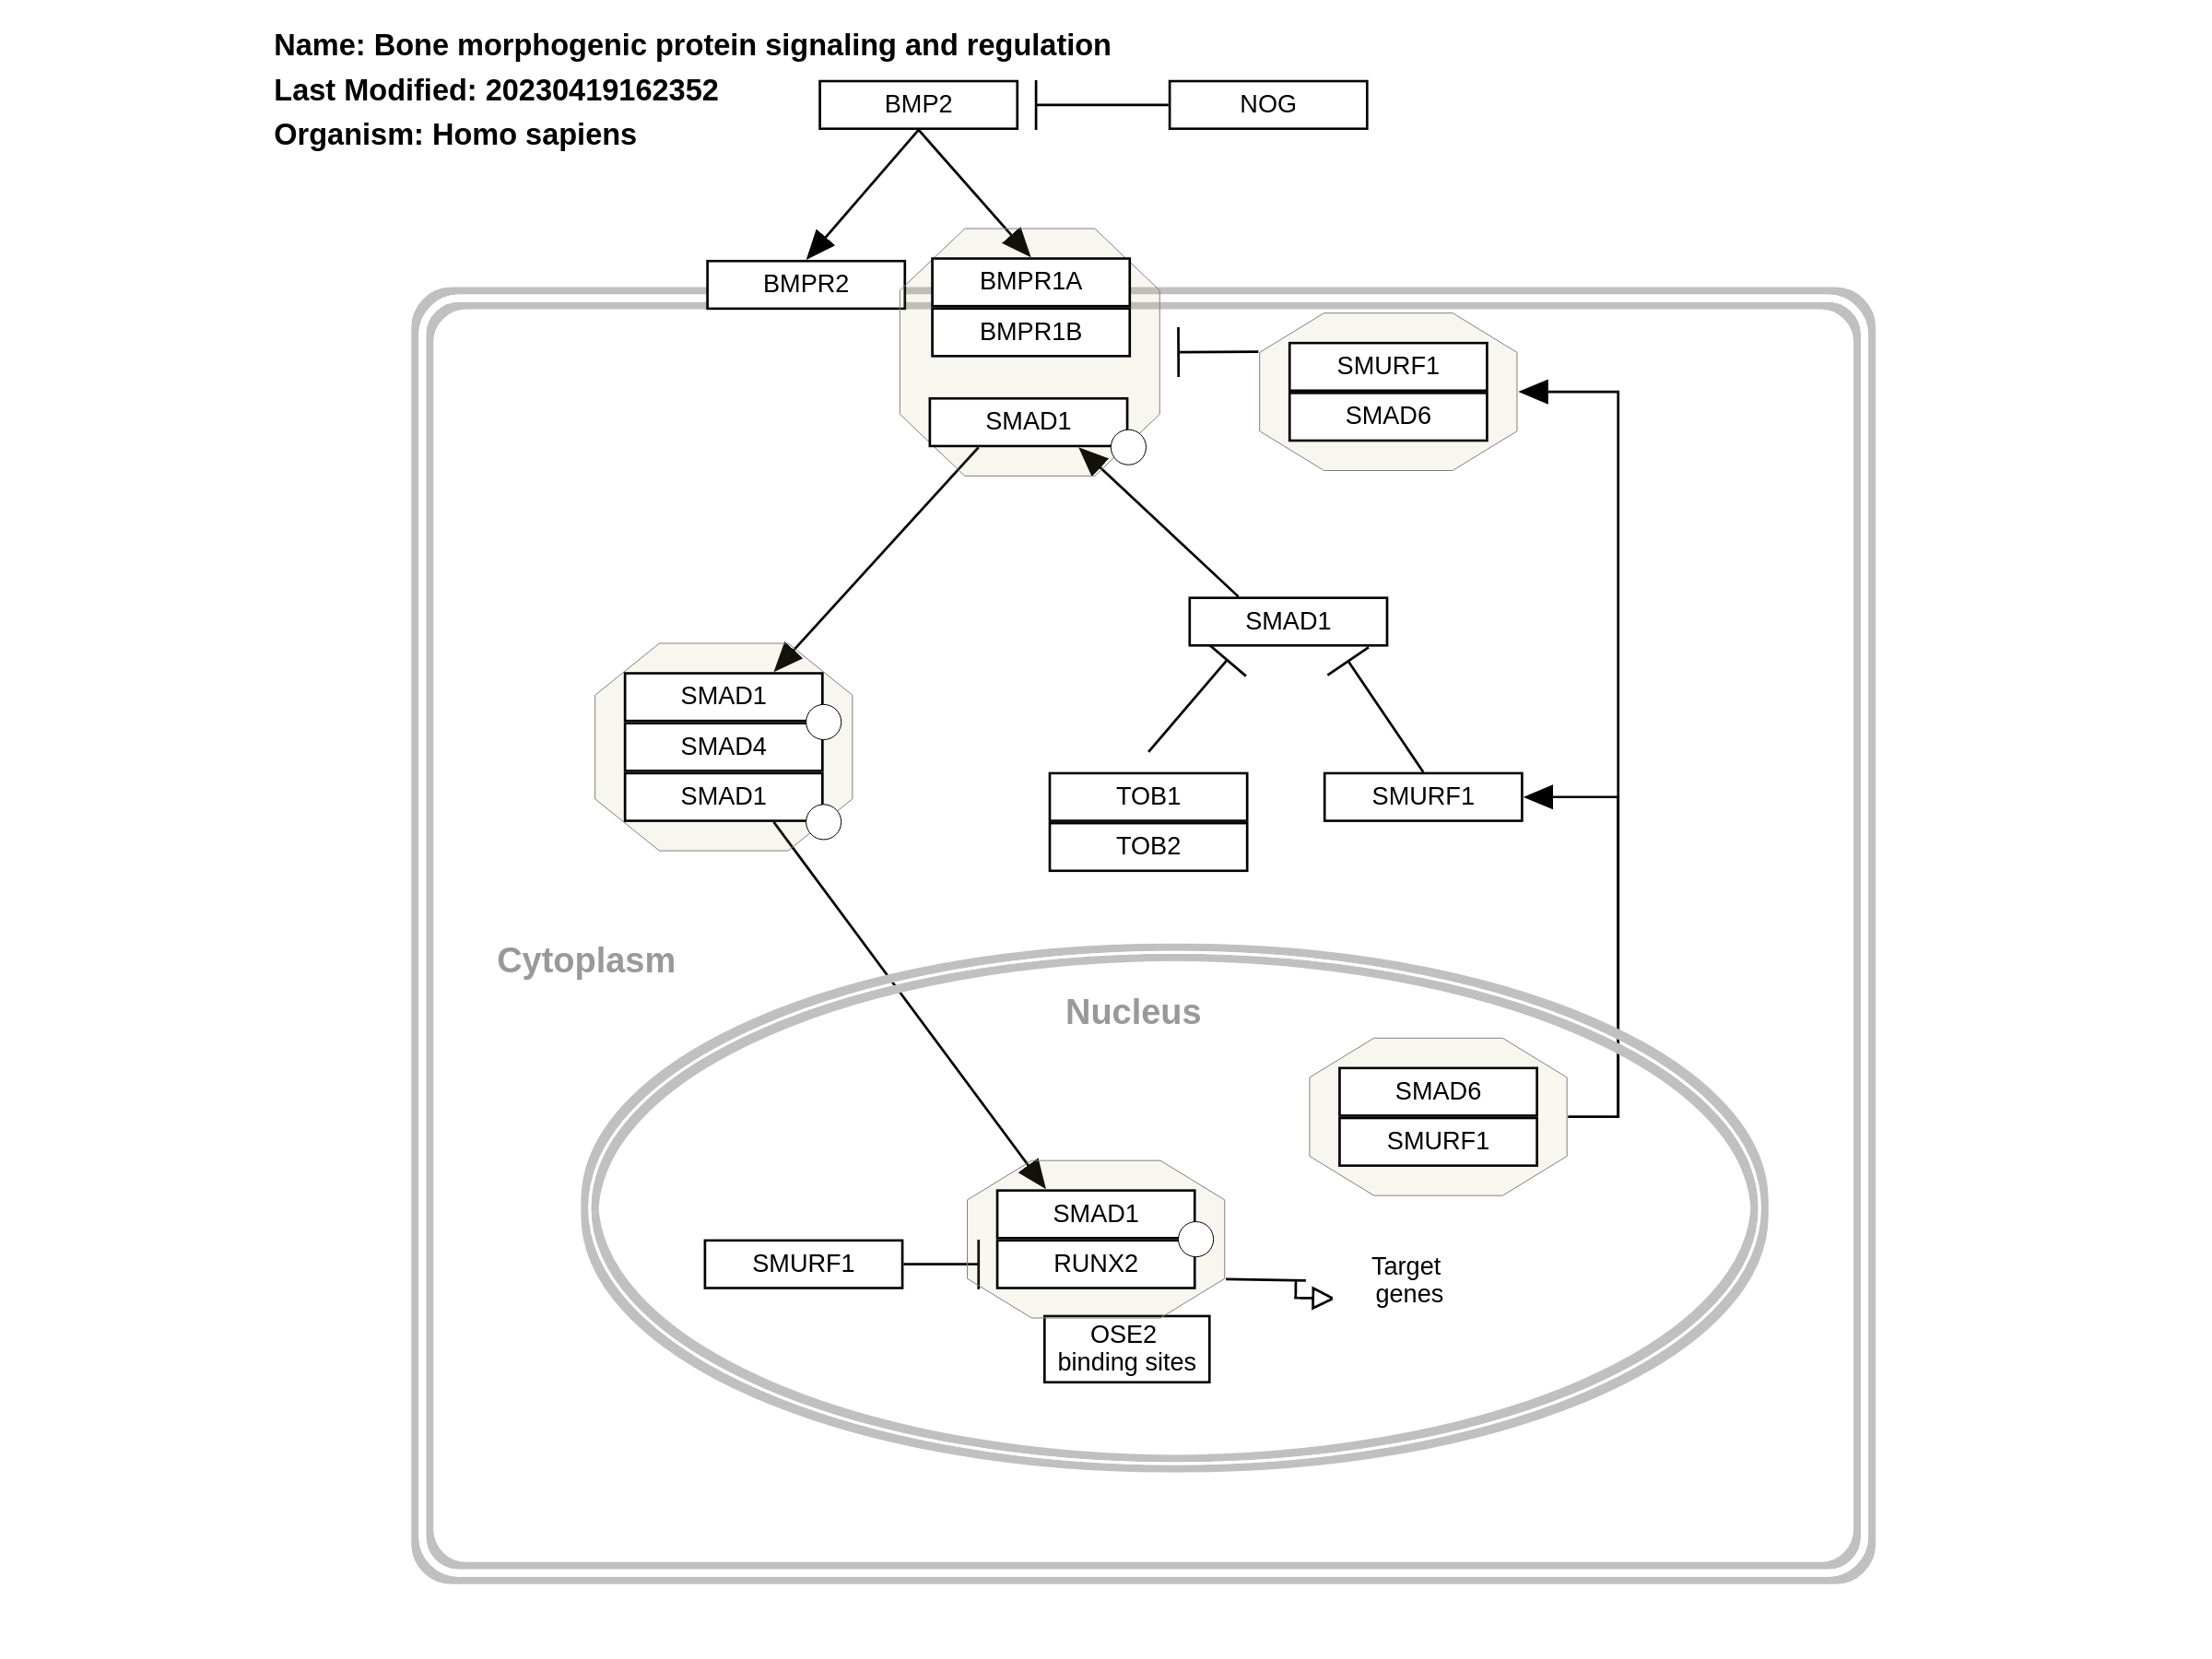 Name: Bone morphogenic protein signaling and regulation
Last Modified: 20230419162352
Organism: Homo sapiens
BMP2
NOG
BMPR2
BMPR1A
BMPR1B
SMAD1
SMURF1
SMAD6
SMAD1
SMAD1
SMAD4
SMAD1
TOB1
TOB2
SMURF1
Cytoplasm
Nucleus
SMAD6
SMURF1
SMAD1
RUNX2
SMURF1
Target
genes
OSE2
binding sites